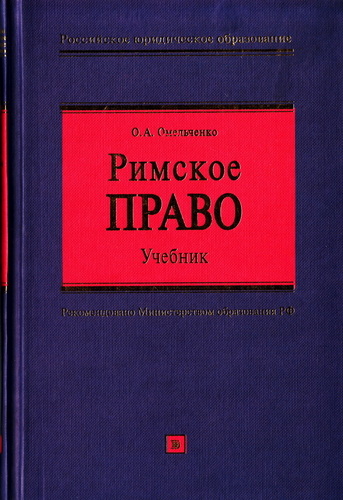 Российское юридическое образование
О. А. Омельченко
Римское
ПРАВО
Учебник
Рекомендовано Министерством образования РФ